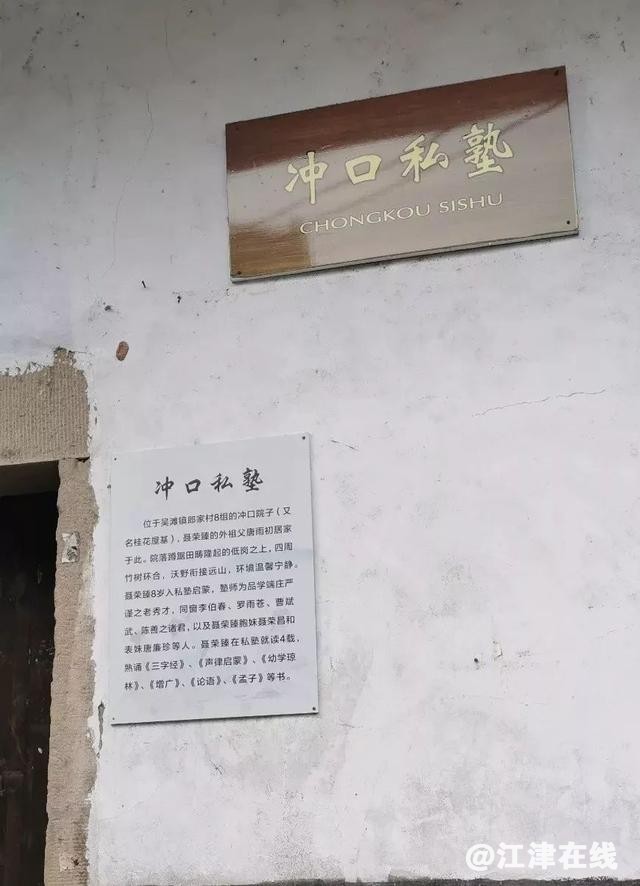 冲口私塾
CHONGKOU SISHU
冲口私塾
位于吴滩镇郎家村8组的冲口院子（又
名桂花屋基），聂荣臻的外祖父唐雨初居家
于此。院落蹲踞田畴隆起的低岗之上，四周
竹树环合，沃野衔接远山，环境温馨宁静。
聂荣臻8岁入私塾启蒙，塾师为品学端庄严
谨之老秀才，同窗李伯春、罗雨苍、曹斌
武、陈善之诸君，以及聂荣臻胞妹聂荣昌和
表妹唐廉珍等人。聂荣臻在私塾就读4载，
熟诵《三字经》、《声律启蒙》、《幼学琼
林》、《增广》、《论语》、《孟子》等书。
@江津在线